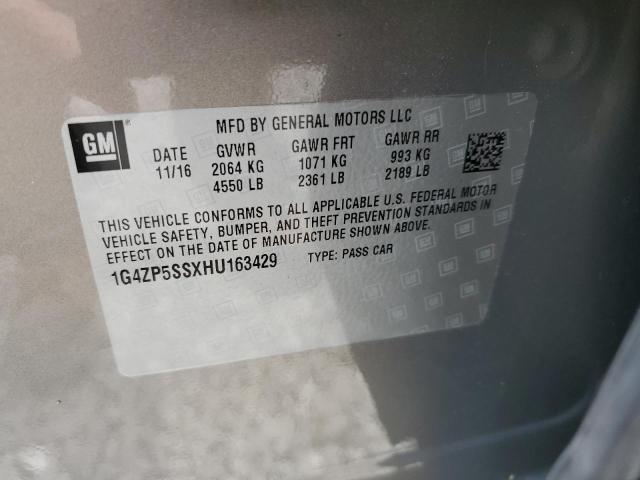 GM
MFD BY GENERAL MOTORS LLC
DATE GVWR GAWR FRT GAWR RR
11/16 2064 KG 1071 KG 993 KG
4550 LB 2361 LB 2189 LB
THIS VEHICLE CONFORMS TO ALL APPLICABLE U.S. FEDERAL MOTOR
VEHICLE SAFETY, BUMPER, AND THEFT PREVENTION STANDARDS IN
EFFECT ON THE DATE OF MANUFACTURE SHOWN ABOVE.
1G4ZP5SSXHU163429 TYPE: PASS CAR